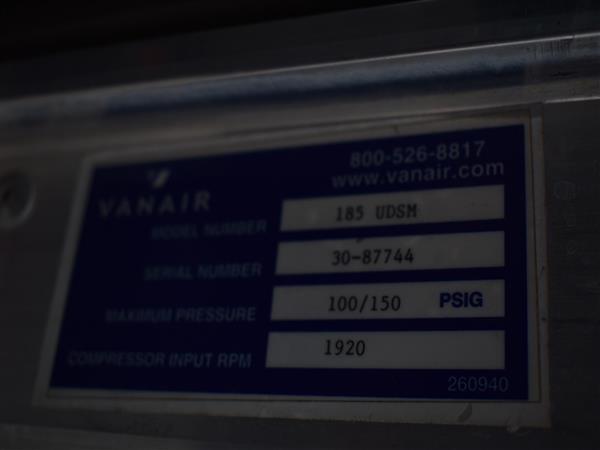 800-526-8817
www.vanair.com
VANAIR
MODEL NUMBER 185 UDSM
SERIAL NUMBER 30-87744
MAXIMUM PRESSURE 100/150 PSIG
COMPRESSOR INPUT RPM 1920
260940